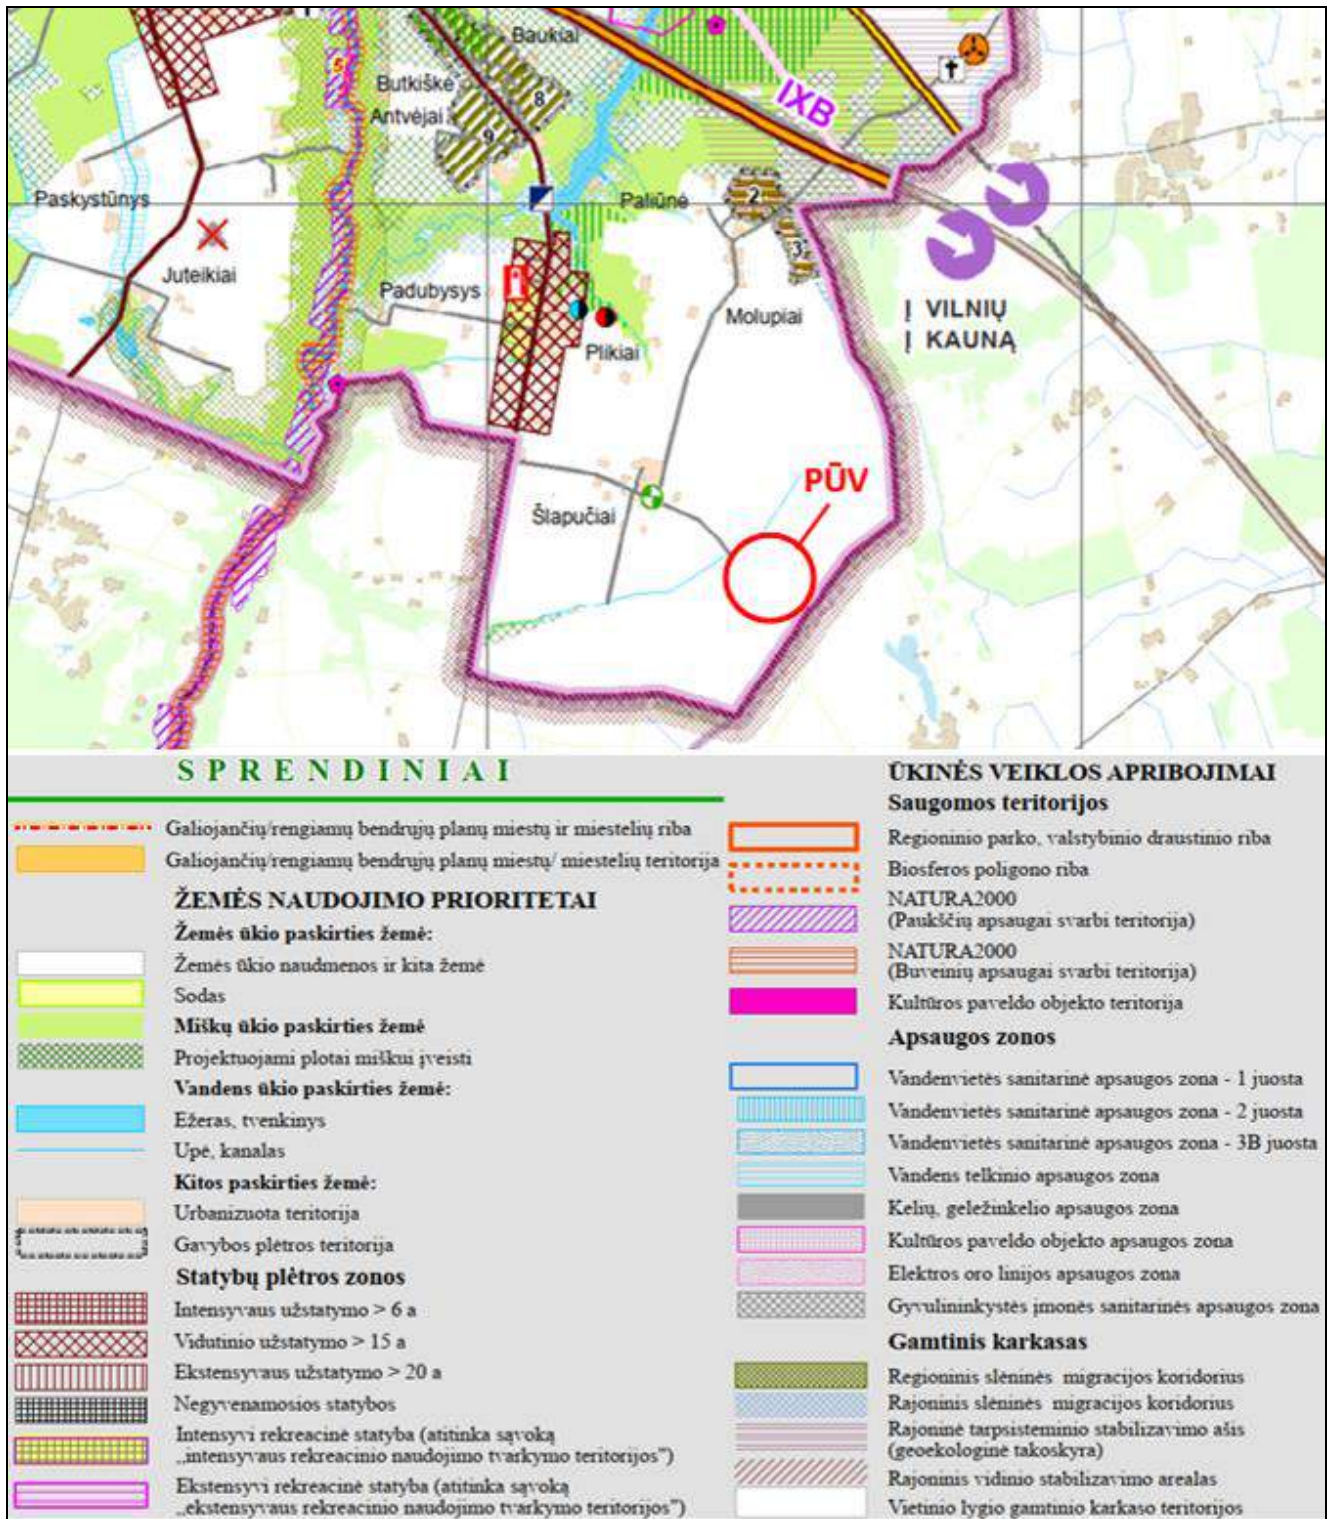 Baukiai
Butkiškė
Antvėjai
5
8
9
IXB
Paskystūnys
Juteikiai
Paliūnė
2
3
Padubysys
Plikiai
Molupiai
Į VILNIŲ
Į KAUNĄ
PŪV
Šlapučiai
SPRENDINIAI
Galiojančių/rengiamų bendrųjų planų miestų ir miestelių riba
Galiojančių/rengiamų bendrųjų planų miestų/ miestelių teritorija
ŽEMĖS NAUDOJIMO PRIORITETAI
Žemės ūkio paskirties žemė:
Žemės ūkio naudmenos ir kita žemė
Sodas
Miškų ūkio paskirties žemė
Projektuojami plotai miškui įveisti
Vandens ūkio paskirties žemė:
Ežeras, tvenkinys
Upė, kanalas
Kitos paskirties žemė:
Urbanizuota teritorija
Gavybos plėtros teritorija
Statybų plėtros zonos
Intensyvaus užstatymo > 6 a
Vidutinio užstatymo > 15 a
Ekstensyvaus užstatymo > 20 a
Negyvenamosios statybos
Intensyvi rekreacinė statyba (atitinka sąvoką
„intensyvaus rekreacinio naudojimo tvarkymo teritorijos")
Ekstensyvi rekreacinė statyba (atitinka sąvoką
„ekstensyvaus rekreacinio naudojimo tvarkymo teritorijos")
ŪKINĖS VEIKLOS APRIBOJIMAI
Saugomos teritorijos
Regioninio parko, valstybinio draustinio riba
Biosferos poligono riba
NATURA2000
(Paukščių apsaugai svarbi teritorija)
NATURA2000
(Buveinių apsaugai svarbi teritorija)
Kultūros paveldo objekto teritorija
Apsaugos zonos
Vandenvietės sanitarinė apsaugos zona - 1 juosta
Vandenvietės sanitarinė apsaugos zona - 2 juosta
Vandenvietės sanitarinė apsaugos zona - 3B juosta
Vandens telkinio apsaugos zona
Kelių, geležinkelio apsaugos zona
Kultūros paveldo objekto apsaugos zona
Elektros oro linijos apsaugos zona
Gyvulininkystės įmonės sanitarinės apsaugos zona
Gamtinis karkasas
Regioninis slėninės migracijos koridorius
Rajoninis slėninės migracijos koridorius
Rajoninė tarpsisteminio stabilizavimo ašis
(geoekologinė takoskyra)
Rajoninis vidinio stabilizavimo arealas
Vietinio lygio gamtinio karkaso teritorijos